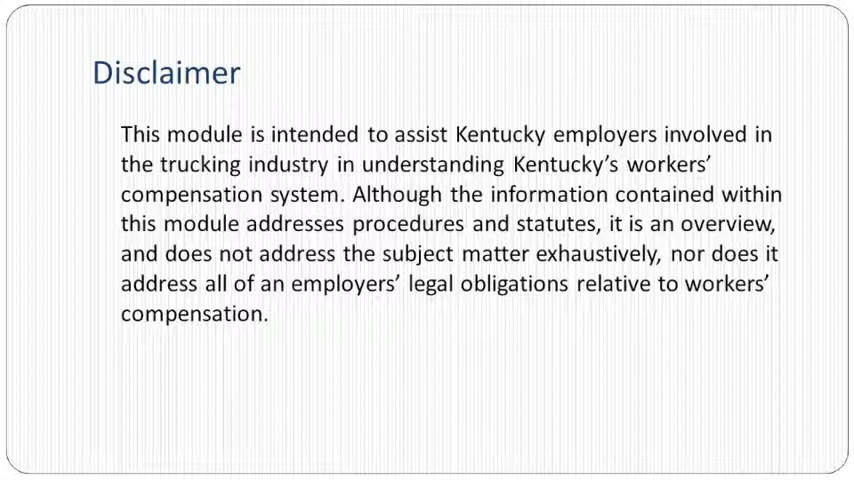 Disclaimer
This module is intended to assist Kentucky employers involved in
the trucking industry in understanding Kentucky’s workers’
compensation system. Although the information contained within
this module addresses procedures and statutes, it is an overview,
and does not address the subject matter exhaustively, nor does it
address all of an employers’ legal obligations relative to workers’
compensation.